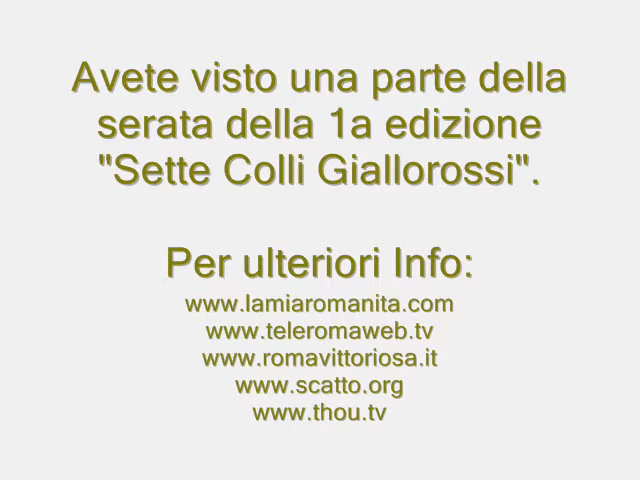 Avete visto una parte della
serata della 1a edizione
"Sette Colli Giallorossi".
Per ulteriori Info:
www.lamiaromanita.com
www.teleromaweb.tv
www.romavittoriosa.it
www.scatto.org
www.thou.tv